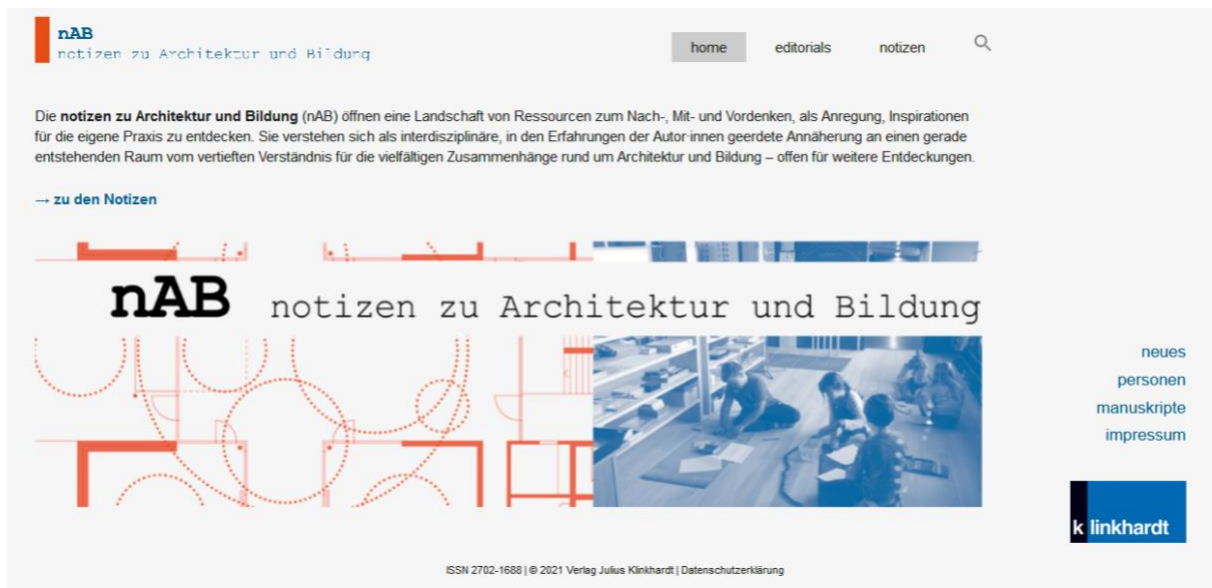 nAB
notizen zu Architektur und Bildung
home editorials notizen
Die notizen zu Architektur und Bildung (nAB) öffnen eine Landschaft von Ressourcen zum Nach-, Mit- und Vordenken, als Anregung, Inspirationen
für die eigene Praxis zu entdecken. Sie verstehen sich als interdisziplinäre, in den Erfahrungen der Autor·innen geerdete Annäherung an einen gerade
entstehenden Raum vom vertieften Verständnis für die vielfältigen Zusammenhänge rund um Architektur und Bildung – offen für weitere Entdeckungen.
→ zu den Notizen
nAB notizen zu Architektur und Bildung
neues
personen
manuskripte
impressum
klinkhardt
ISSN 2702-1688 | © 2021 Verlag Julius Klinkhardt | Datenschutzerklärung